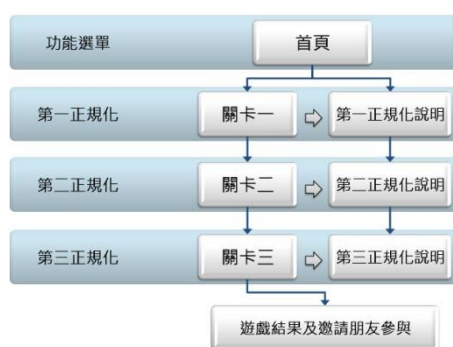 功能選單 首頁
第一正規化 關卡一 第一正規化說明
第二正規化 關卡二 第二正規化說明
第三正規化 關卡三 第三正規化說明
遊戲結果及邀請朋友參與